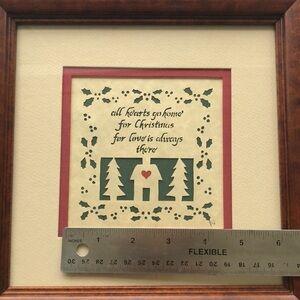 all hearts go home
for Christmas
for love is always
there
1 2 3 4 5 6
FLEXIBLE